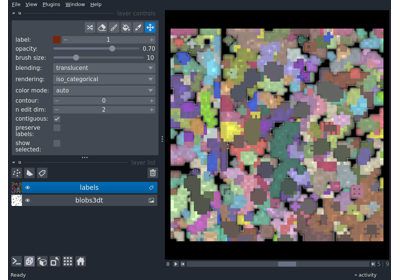 File View Plugins Window Help
layer controls
label: 1
opacity: 0.70
brush size: 10
blending: translucent
rendering: iso_categorical
color mode: auto
contour: 0
n edit dim: 2
contiguous:
preserve
labels:
show
selected:
layer list
labels
blobs3dt
Ready
activity